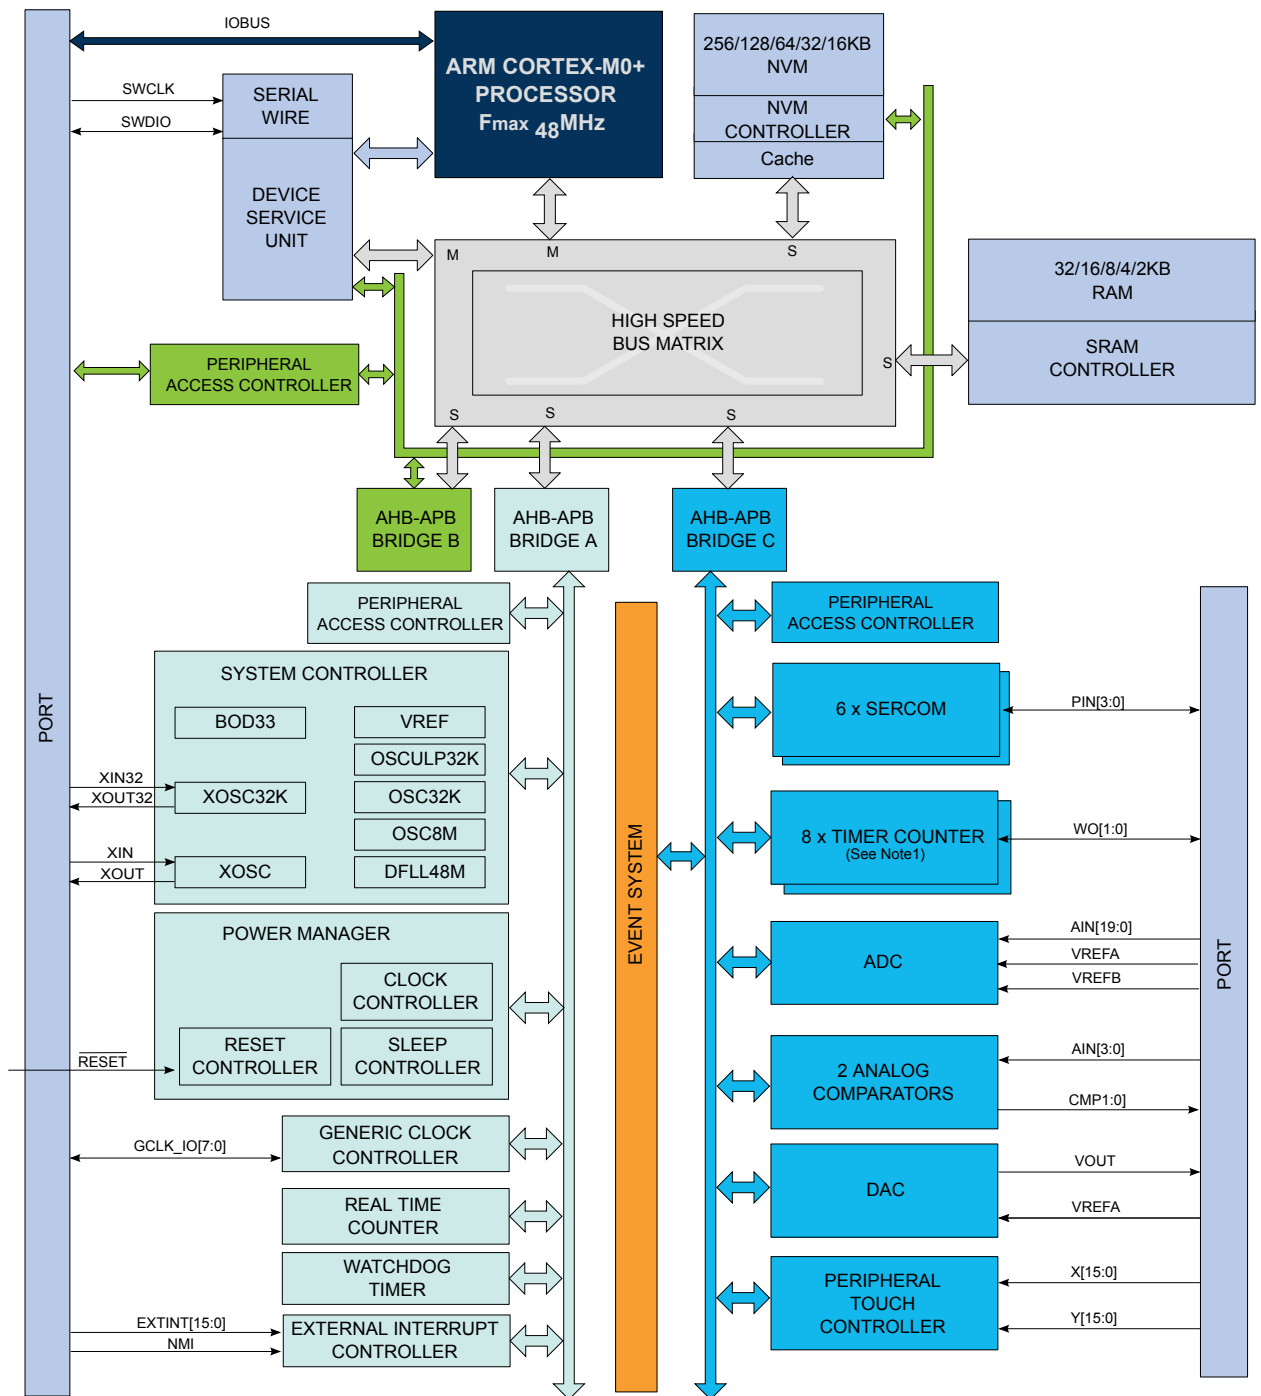 IOBUS
ARM CORTEX-M0+
PROCESSOR
Fmax 48MHz
256/128/64/32/16KB
NVM
NVM
CONTROLLER
Cache
SWCLK
SWDIO
SERIAL
WIRE
DEVICE
SERVICE
UNIT
M
M
S
32/16/8/4/2KB
RAM
SRAM
CONTROLLER
HIGH SPEED
BUS MATRIX
S
S
S
S
PERIPHERAL
ACCESS CONTROLLER
AHB-APB
BRIDGE B
AHB-APB
BRIDGE A
AHB-APB
BRIDGE C
PORT
PERIPHERAL
ACCESS CONTROLLER
SYSTEM CONTROLLER
BOD33
VREF
OSCULP32K
XIN32
XOUT32
XOSC32K
OSC32K
OSC8M
XIN
XOUT
XOSC
DFLL48M
POWER MANAGER
CLOCK
CONTROLLER
RESET
RESET
CONTROLLER
SLEEP
CONTROLLER
GCLK_IO[7:0]
GENERIC CLOCK
CONTROLLER
REAL TIME
COUNTER
WATCHDOG
TIMER
EXTINT[15:0]
NMI
EXTERNAL INTERRUPT
CONTROLLER
EVENT SYSTEM
PERIPHERAL
ACCESS CONTROLLER
6 x SERCOM
PIN[3:0]
8 x TIMER COUNTER
(See Note1)
WO[1:0]
ADC
AIN[19:0]
VREFA
VREFB
2 ANALOG
COMPARATORS
AIN[3:0]
CMP1:0]
DAC
VOUT
VREFA
PERIPHERAL
TOUCH
CONTROLLER
X[15:0]
Y[15:0]
PORT